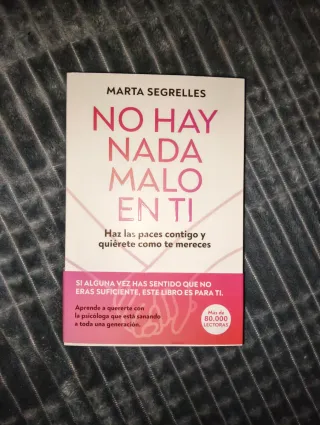 MARTA SEGRELLES
NO HAY
NADA
MALO
EN TI
Haz las paces contigo y
quiérete como te mereces
SI ALGUNA VEZ HAS SENTIDO QUE NO
ERAS SUFICIENTE, ESTE LIBRO ES PARA TI.
Aprende a quererte con
la psicóloga que está sanando
a toda una generación.
Más de
80.000
LECTORAS